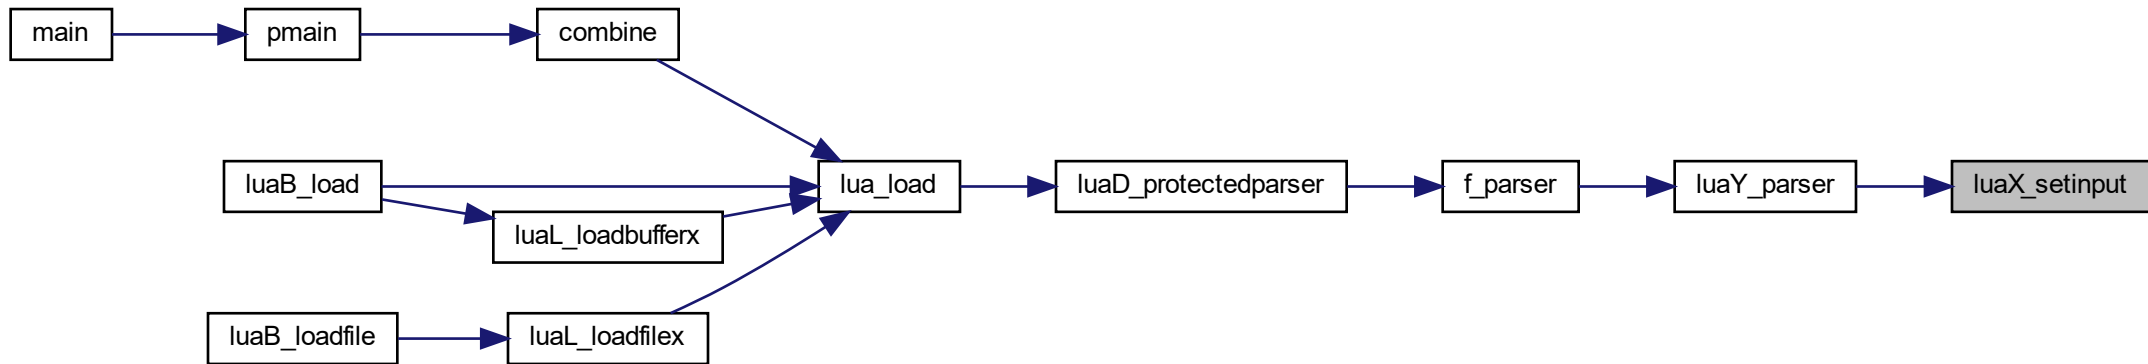 main
pmain
combine
luaB_load
luaL_loadbufferx
lua_load
luaD_protectedparser
f_parser
luaY_parser
luaX_setinput
luaB_loadfile
luaL_loadfilex